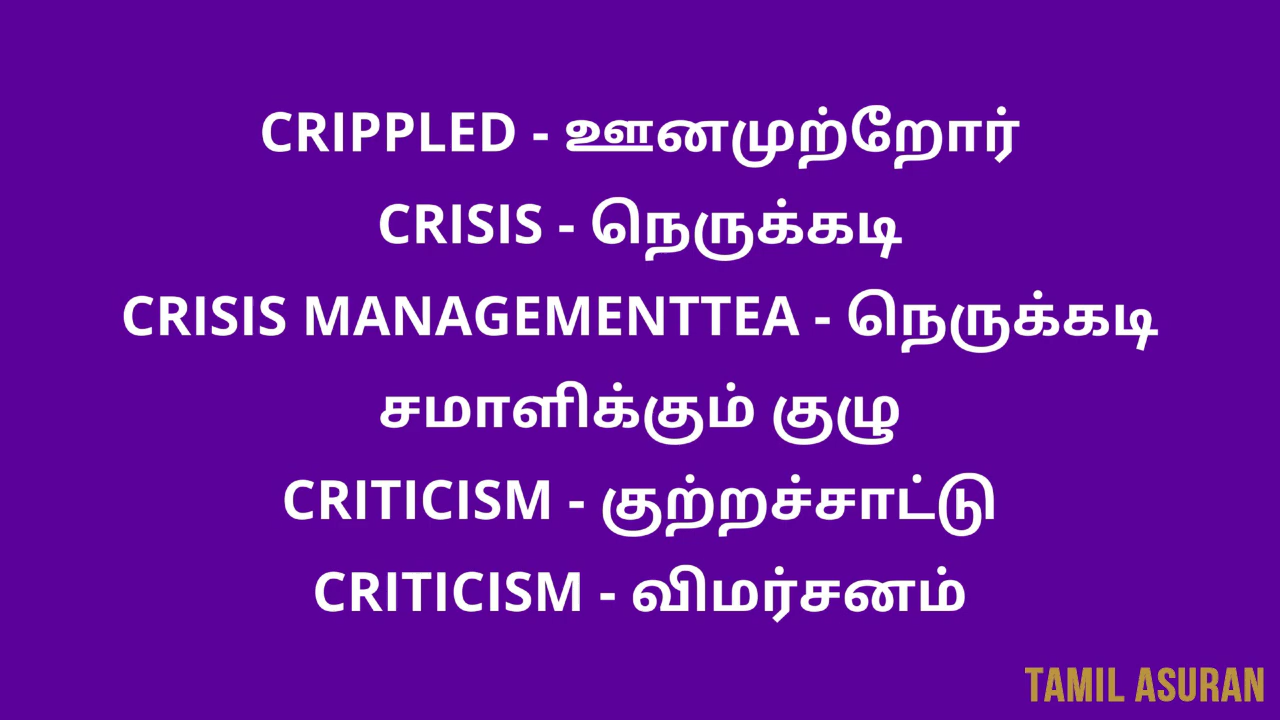 CRIPPLED - ஊனமுற்றோர்
CRISIS - நெருக்கடி
CRISIS MANAGEMENTTEA - நெருக்கடி
சமாளிக்கும் குழு
CRITICISM - குற்றச்சாட்டு
CRITICISM - விமர்சனம்
TAMIL ASURAN